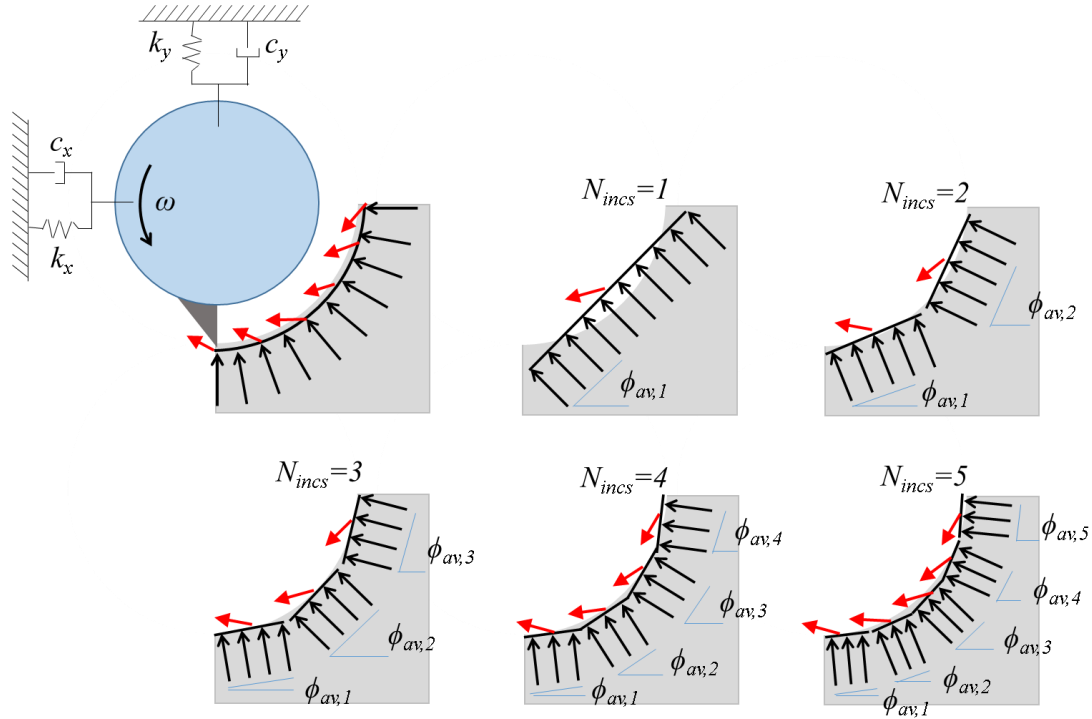 k_y
c_y
c_x
ω
k_x
N_incs=1
N_incs=2
ϕ_av,1
ϕ_av,2
ϕ_av,1
N_incs=3
N_incs=4
N_incs=5
ϕ_av,3
ϕ_av,2
ϕ_av,1
ϕ_av,4
ϕ_av,3
ϕ_av,2
ϕ_av,1
ϕ_av,5
ϕ_av,4
ϕ_av,3
ϕ_av,2
ϕ_av,1